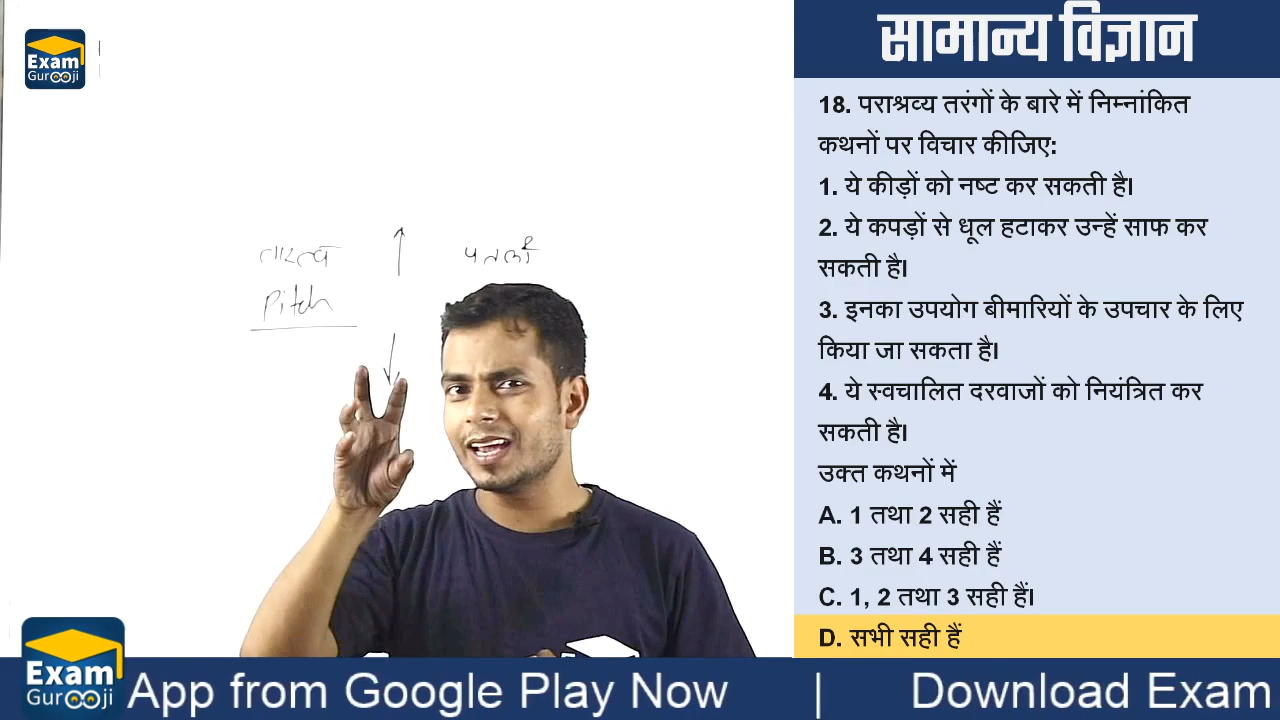 Exam
Gurooji
तारत्व
पतली
Pitch
सामान्य विज्ञान
18. पराश्रव्य तरंगों के बारे में निम्नांकित
कथनों पर विचार कीजिए:
1. ये कीड़ों को नष्ट कर सकती है।
2. ये कपड़ों से धूल हटाकर उन्हें साफ कर
सकती है।
3. इनका उपयोग बीमारियों के उपचार के लिए
किया जा सकता है।
4. ये स्वचालित दरवाजों को नियंत्रित कर
सकती है।
उक्त कथनों में
A. 1 तथा 2 सही हैं
B. 3 तथा 4 सही हैं
C. 1, 2 तथा 3 सही हैं।
D. सभी सही हैं
Exam
Gurooji
App from Google Play Now | Download Exam